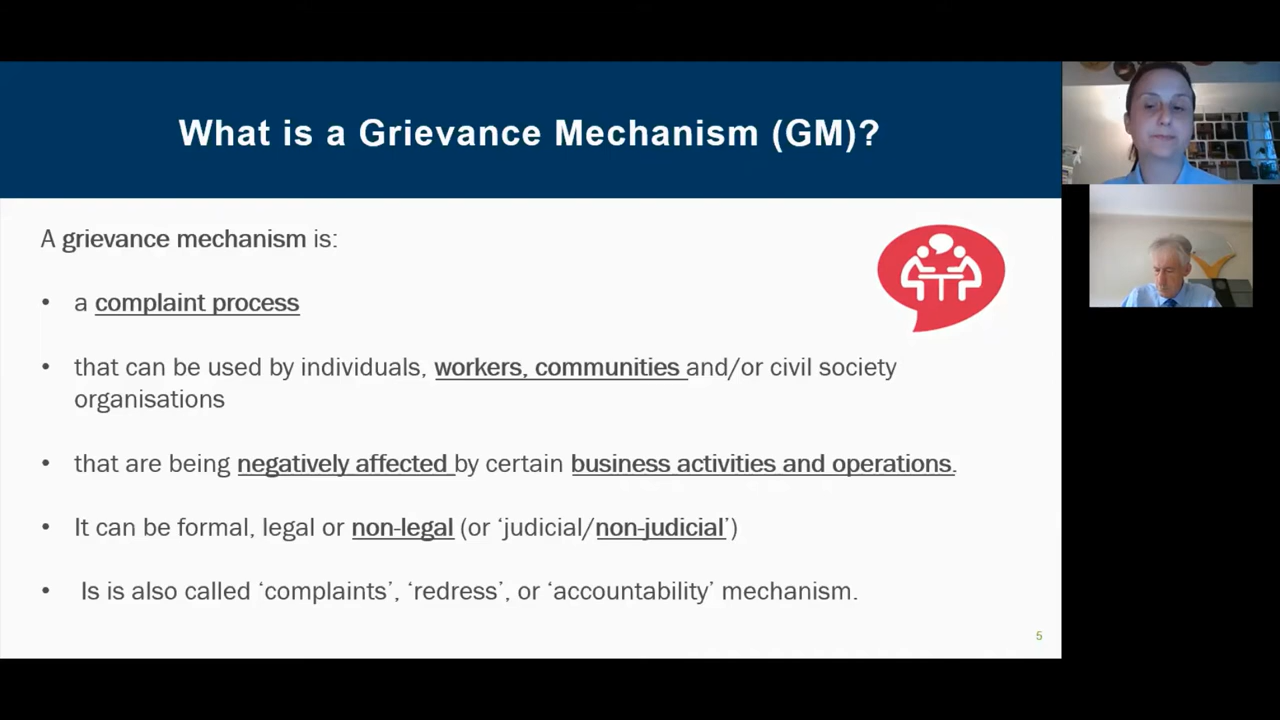 What is a Grievance Mechanism (GM)?
A grievance mechanism is:
• a complaint process
• that can be used by individuals, workers, communities and/or civil society
organisations
• that are being negatively affected by certain business activities and operations.
• It can be formal, legal or non-legal (or ‘judicial/non-judicial’)
• Is is also called ‘complaints’, ‘redress’, or ‘accountability’ mechanism.
5